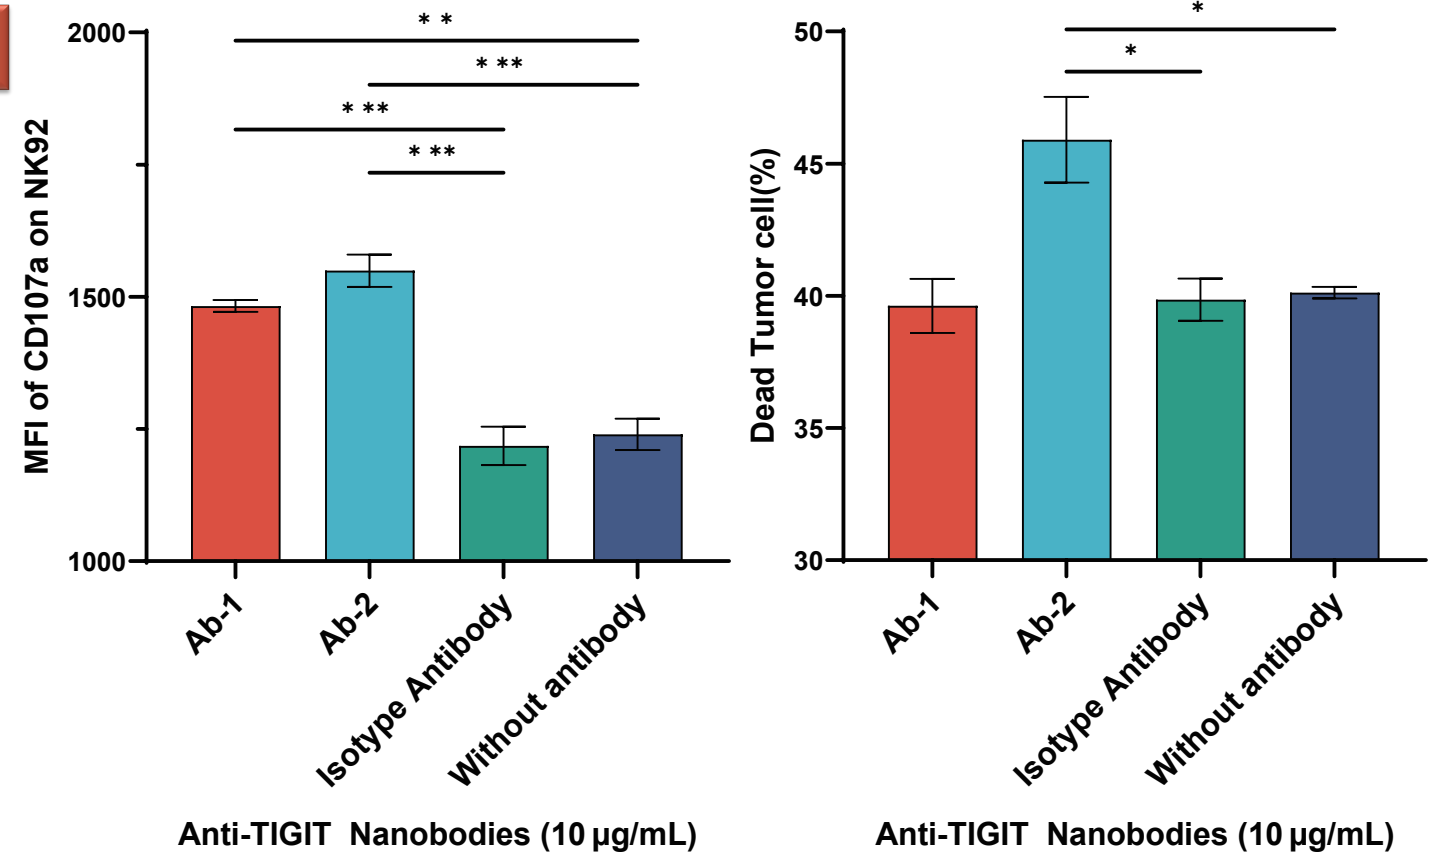 2000
1500
1000
MFI of CD107a on NK92
* *
* **
* **
* **
Ab-1
Ab-2
Isotype Antibody
Without antibody
Anti-TIGIT Nanobodies (10 µg/mL)
50
45
40
35
30
Dead Tumor cell(%)
*
*
Ab-1
Ab-2
Isotype Antibody
Without antibody
Anti-TIGIT Nanobodies (10 µg/mL)